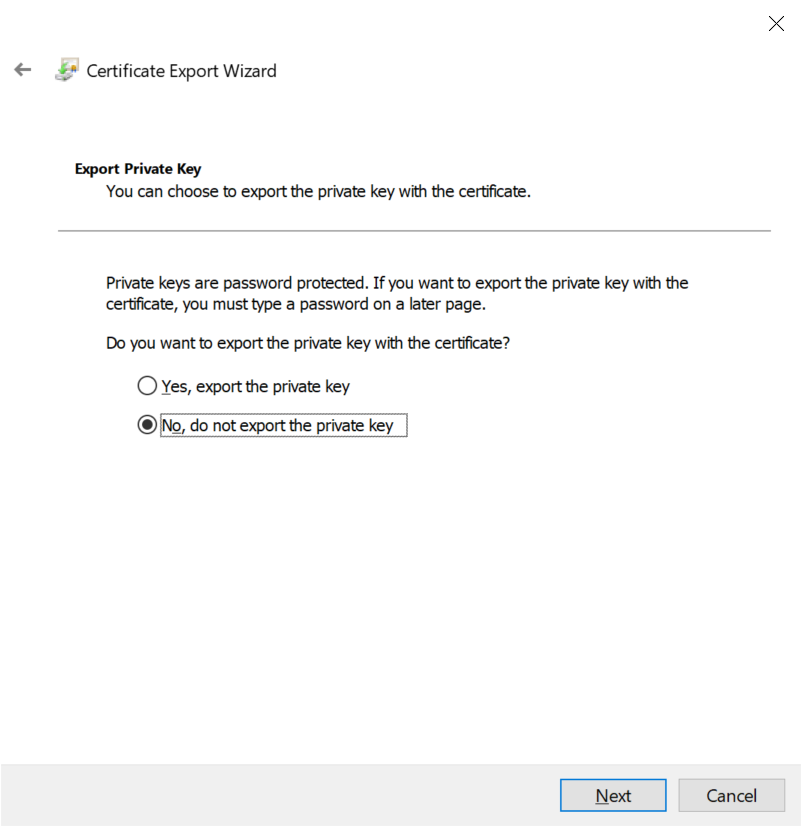 Certificate Export Wizard
Export Private Key
You can choose to export the private key with the certificate.
Private keys are password protected. If you want to export the private key with the
certificate, you must type a password on a later page.
Do you want to export the private key with the certificate?
Yes, export the private key
No, do not export the private key
Next
Cancel